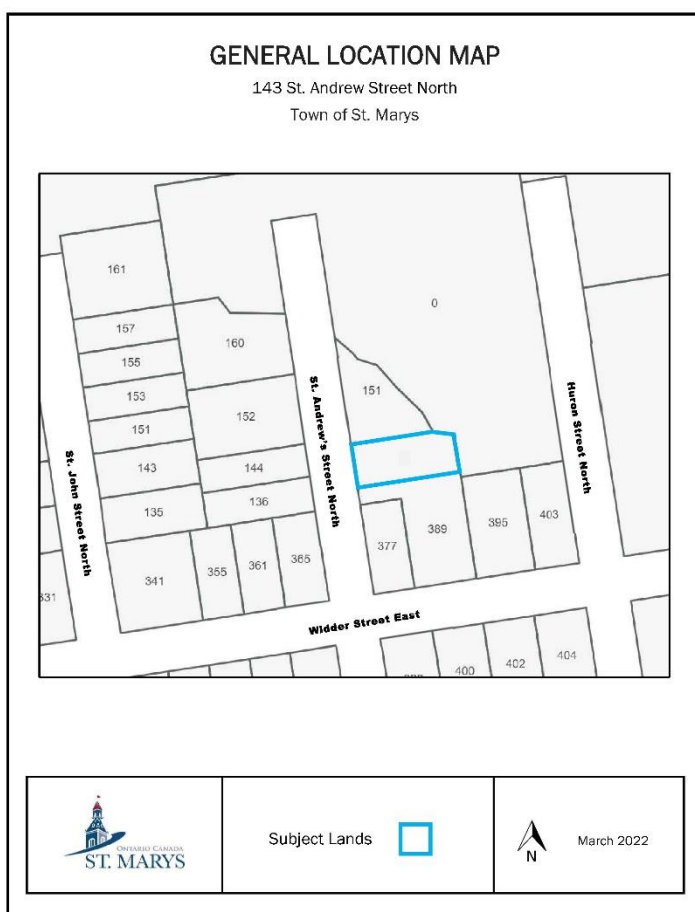 GENERAL LOCATION MAP
143 St. Andrew Street North
Town of St. Marys
161
157
155
153
151
143
135
341
355
361
365
160
152
144
136
151
0
377
389
395
403
400
402
404
St. John Street North
St. Andrew's Street North
Huron Street North
Widder Street East
ONTARIO CANADA
ST. MARYS
Subject Lands
N
March 2022